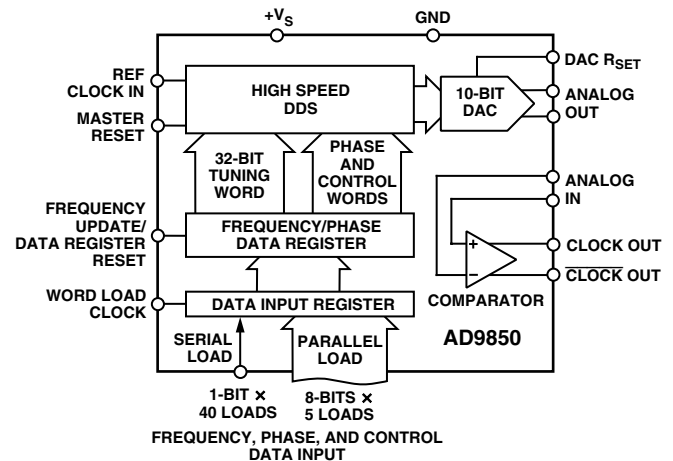 +VS
GND
REF
CLOCK IN
MASTER
RESET
HIGH SPEED
DDS
10-BIT
DAC
DAC RSET
ANALOG
OUT
32-BIT
TUNING
WORD
PHASE
AND
CONTROL
WORDS
ANALOG
IN
FREQUENCY
UPDATE/
DATA REGISTER
RESET
FREQUENCY/PHASE
DATA REGISTER
+
–
CLOCK OUT
CLOCK OUT
COMPARATOR
WORD LOAD
CLOCK
DATA INPUT REGISTER
SERIAL
LOAD
PARALLEL
LOAD
AD9850
1-BIT ×
40 LOADS
8-BITS ×
5 LOADS
FREQUENCY, PHASE, AND CONTROL
DATA INPUT